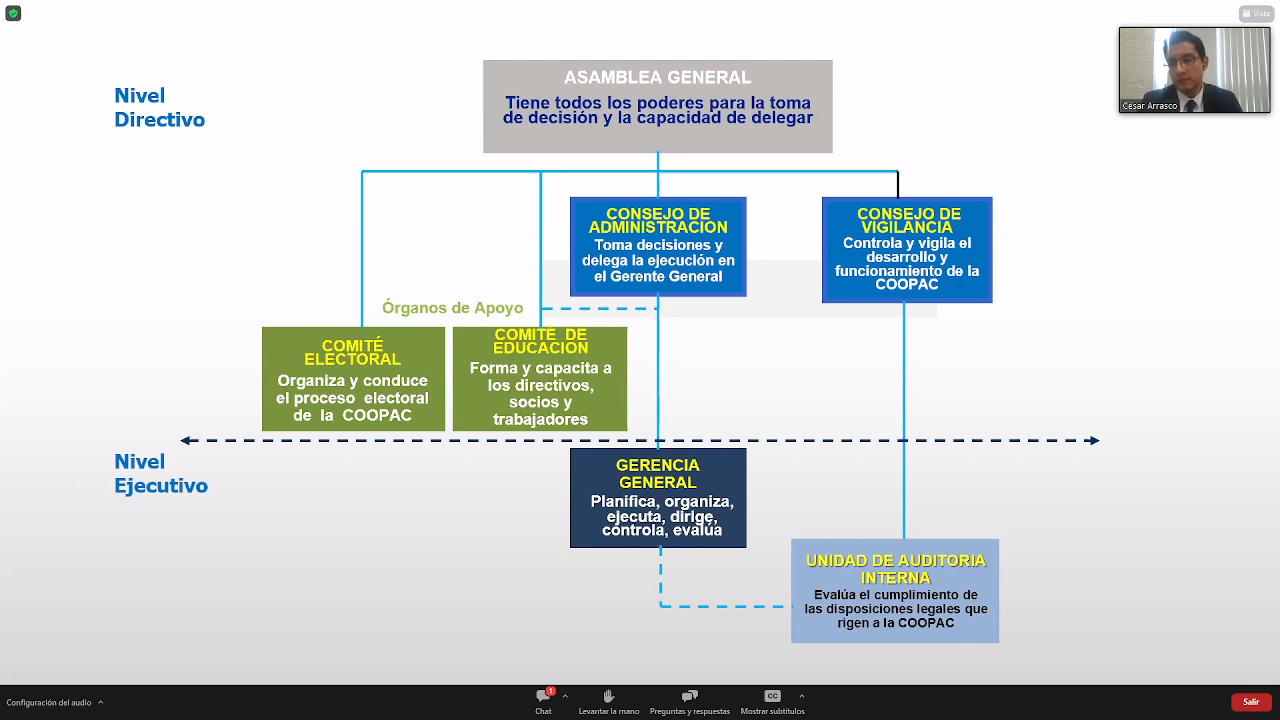 Vista
César Arrasco
Nivel
Directivo
ASAMBLEA GENERAL
Tiene todos los poderes para la toma
de decisión y la capacidad de delegar
CONSEJO DE
ADMINISTRACION
Toma decisiones y
delega la ejecución en
el Gerente General
CONSEJO DE
VIGILANCIA
Controla y vigila el
desarrollo y
funcionamiento de la
COOPAC
Órganos de Apoyo
COMITÉ
ELECTORAL
Organiza y conduce
el proceso electoral
de la COOPAC
COMITÉ DE
EDUCACIÓN
Forma y capacita a
los directivos,
socios y
trabajadores
Nivel
Ejecutivo
GERENCIA
GENERAL
Planifica, organiza,
ejecuta, dirige,
controla, evalúa
UNIDAD DE AUDITORIA
INTERNA
Evalúa el cumplimiento de
las disposiciones legales que
rigen a la COOPAC
Configuración del audio
1
Chat
Levantar la mano
Preguntas y respuestas
CC
Mostrar subtítulos
Salir